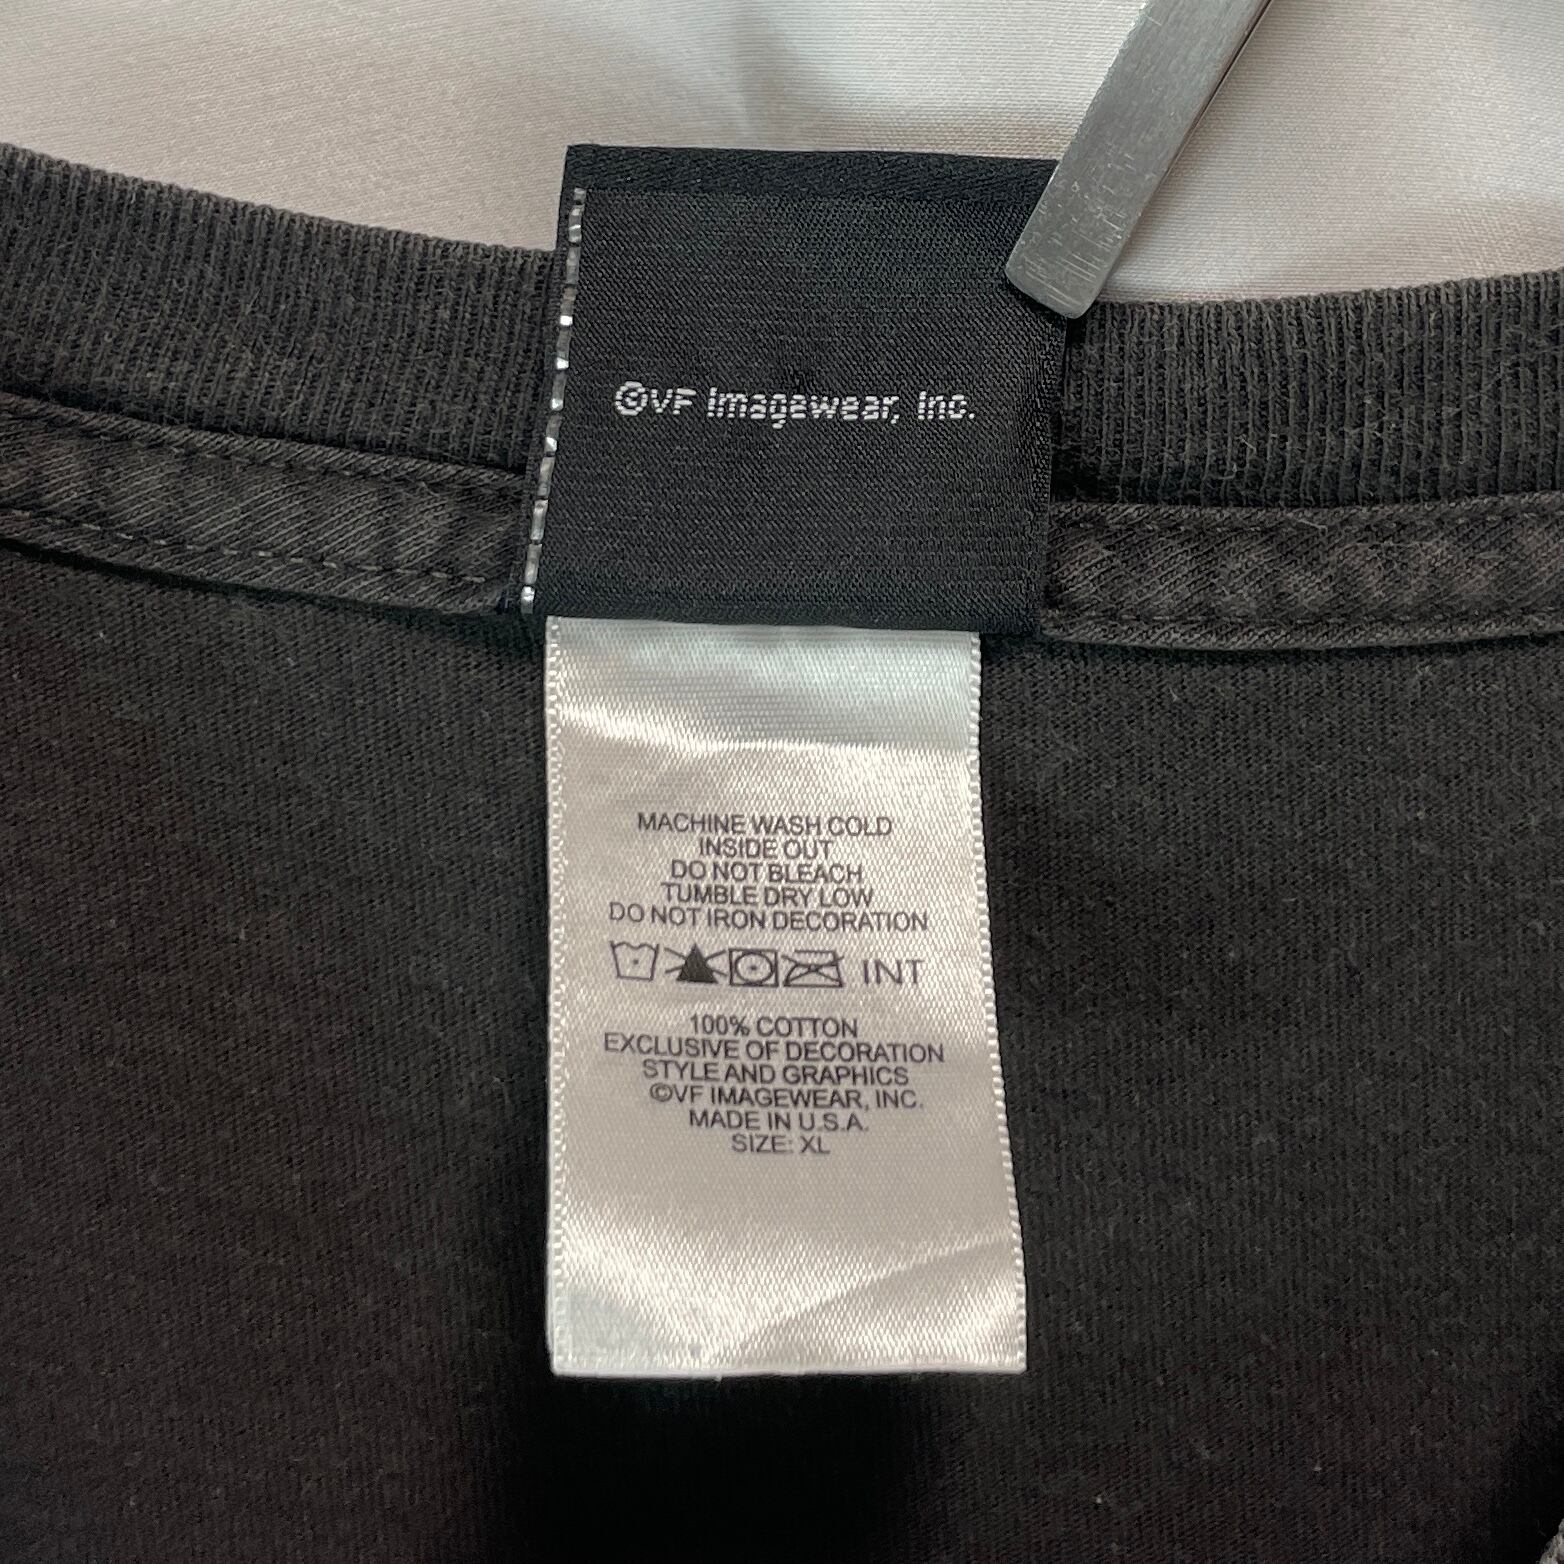 ©VF Imagewear, Inc.
MACHINE WASH COLD
INSIDE OUT
DO NOT BLEACH
TUMBLE DRY LOW
DO NOT IRON DECORATION
INT
100% COTTON
EXCLUSIVE OF DECORATION
STYLE AND GRAPHICS
©VF IMAGEWEAR, INC.
MADE IN U.S.A.
SIZE: XL